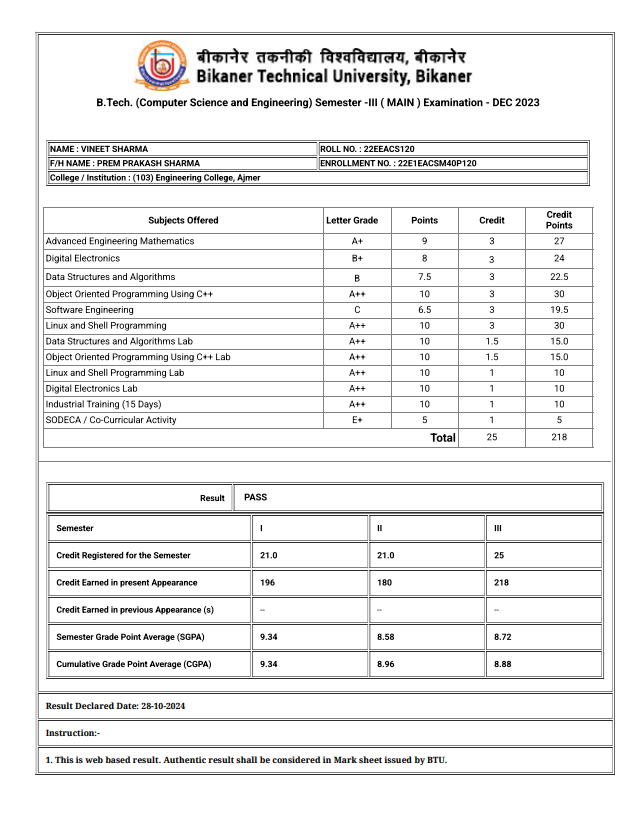 बीकानेर तकनीकी विश्वविद्यालय, बीकानेर
Bikaner Technical University, Bikaner
B.Tech. (Computer Science and Engineering) Semester -III ( MAIN ) Examination - DEC 2023
NAME : VINEET SHARMA ROLL NO. : 22EEACS120
F/H NAME : PREM PRAKASH SHARMA ENROLLMENT NO. : 22E1EACSM40P120
College / Institution : (103) Engineering College, Ajmer
Subjects Offered Letter Grade Points Credit Credit Points
Advanced Engineering Mathematics A+ 9 3 27
Digital Electronics B+ 8 3 24
Data Structures and Algorithms B 7.5 3 22.5
Object Oriented Programming Using C++ A++ 10 3 30
Software Engineering C 6.5 3 19.5
Linux and Shell Programming A++ 10 3 30
Data Structures and Algorithms Lab A++ 10 1.5 15.0
Object Oriented Programming Using C++ Lab A++ 10 1.5 15.0
Linux and Shell Programming Lab A++ 10 1 10
Digital Electronics Lab A++ 10 1 10
Industrial Training (15 Days) A++ 10 1 10
SODECA / Co-Curricular Activity E+ 5 1 5
Total 25 218
Result PASS
Semester I II III
Credit Registered for the Semester 21.0 21.0 25
Credit Earned in present Appearance 196 180 218
Credit Earned in previous Appearance (s) -- -- --
Semester Grade Point Average (SGPA) 9.34 8.58 8.72
Cumulative Grade Point Average (CGPA) 9.34 8.96 8.88
Result Declared Date: 28-10-2024
Instruction:-
1. This is web based result. Authentic result shall be considered in Mark sheet issued by BTU.